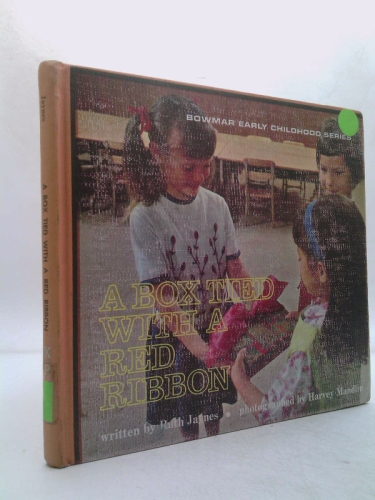 Jaynes
A BOX TIED WITH A RED RIBBON
BOWMAR EARLY CHILDHOOD SERIES
A BOX TIED
WITH A
RED
RIBBON
written by Ruth Jaynes • photographed by Harvey Mandlin